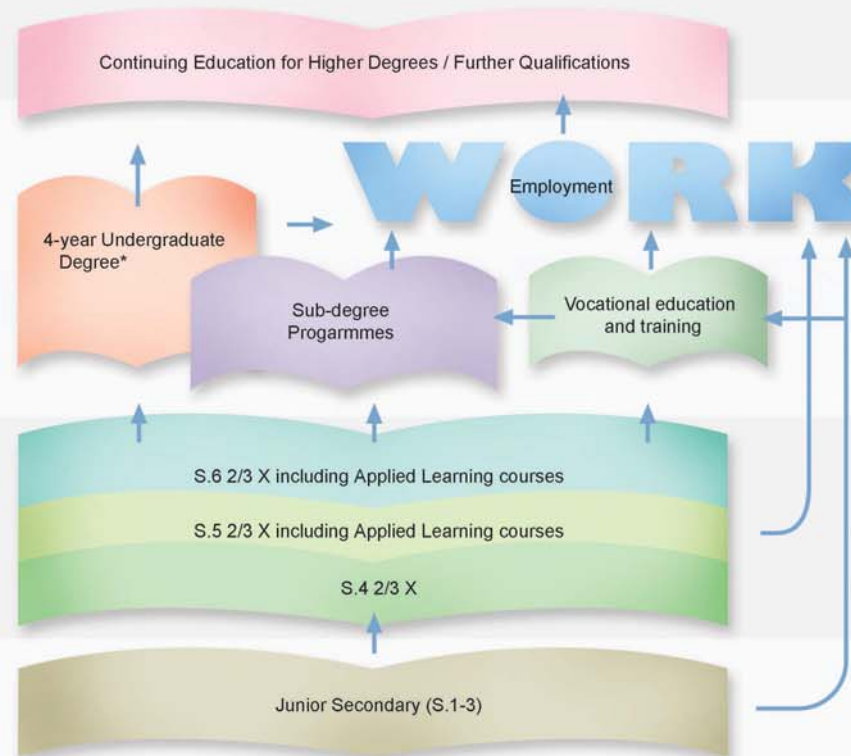 Continuing Education for Higher Degrees / Further Qualifications
WORK
Employment
4-year Undergraduate
Degree*
Sub-degree
Progarmmes
Vocational education
and training
S.6 2/3 X including Applied Learning courses
S.5 2/3 X including Applied Learning courses
S.4 2/3 X
Junior Secondary (S.1-3)